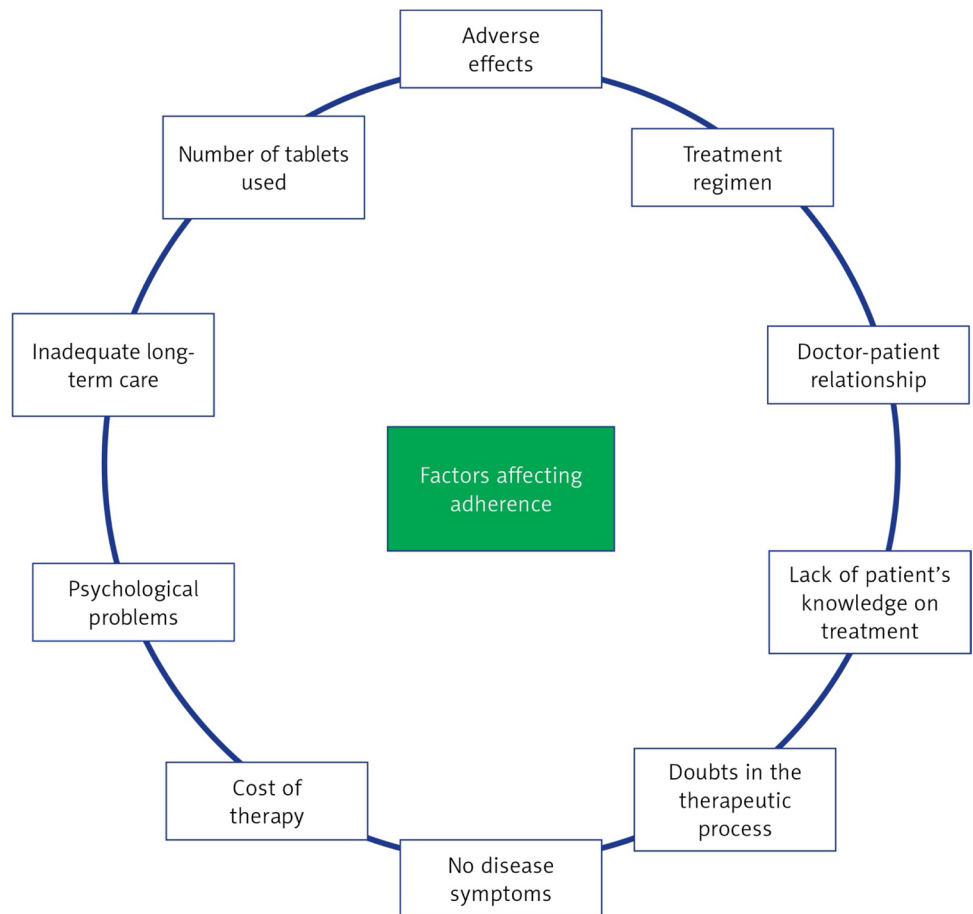 Adverse
effects
Treatment
regimen
Doctor-patient
relationship
Lack of patient’s
knowledge on
treatment
Doubts in the
therapeutic
process
No disease
symptoms
Cost of
therapy
Psychological
problems
Inadequate long-
term care
Number of tablets
used
Factors affecting
adherence